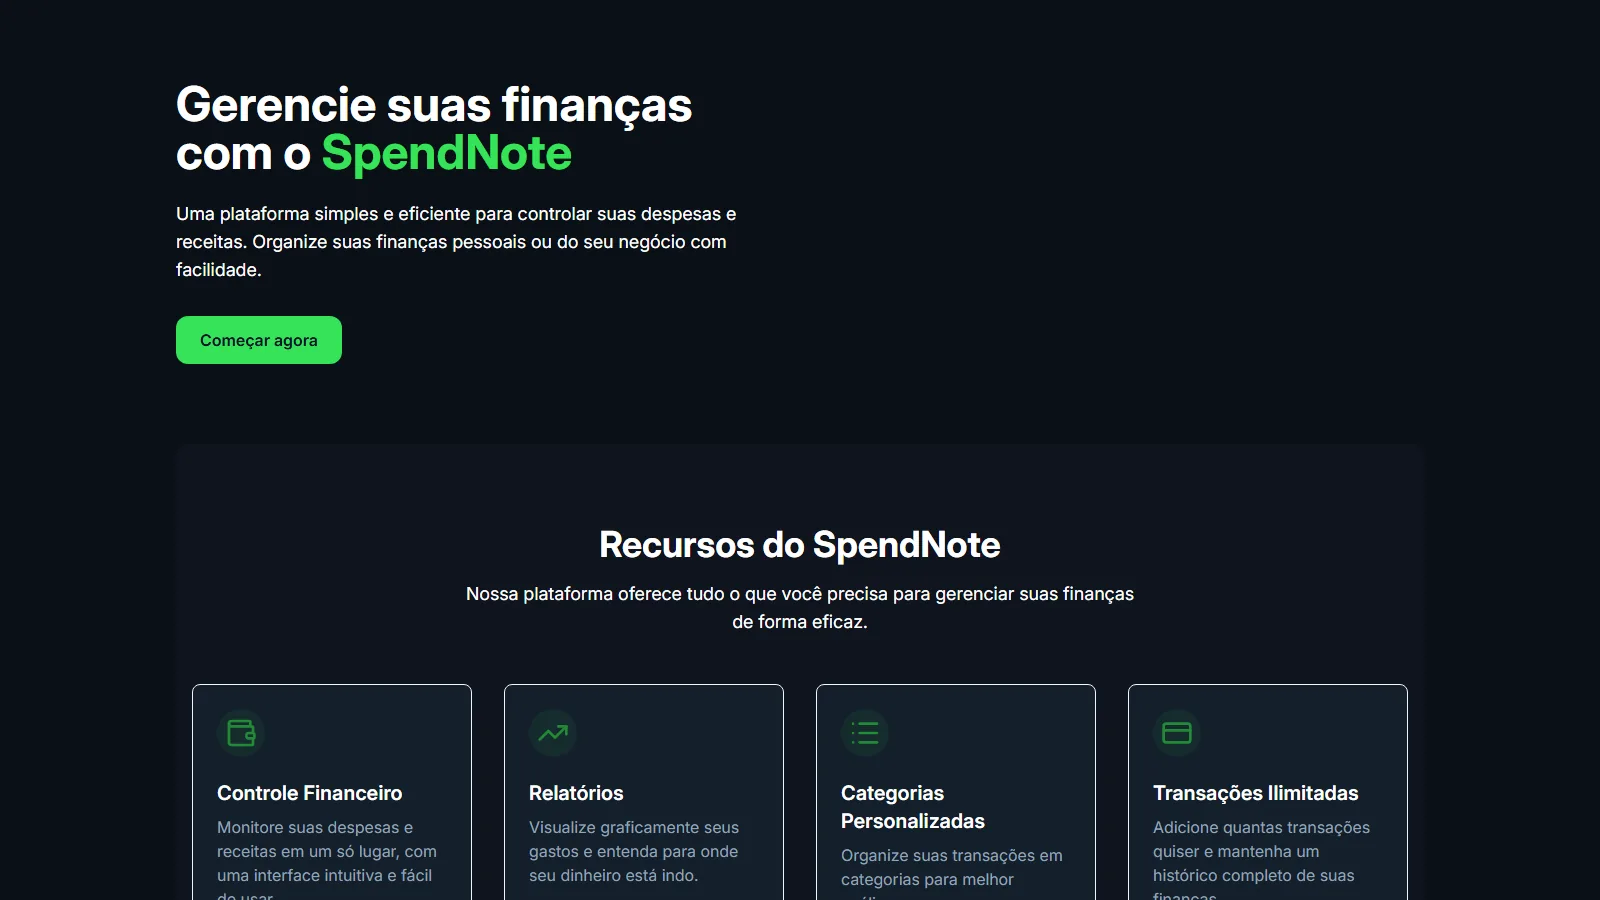 Gerencie suas finanças
com o SpendNote
Uma plataforma simples e eficiente para controlar suas despesas e
receitas. Organize suas finanças pessoais ou do seu negócio com
facilidade.
Começar agora
Recursos do SpendNote
Nossa plataforma oferece tudo o que você precisa para gerenciar suas finanças
de forma eficaz.
Controle Financeiro
Monitore suas despesas e
receitas em um só lugar, com
uma interface intuitiva e fácil
de usar.
Relatórios
Visualize graficamente seus
gastos e entenda para onde
seu dinheiro está indo.
Categorias
Personalizadas
Organize suas transações em
categorias para melhor
Transações Ilimitadas
Adicione quantas transações
quiser e mantenha um
histórico completo de suas
finanças.